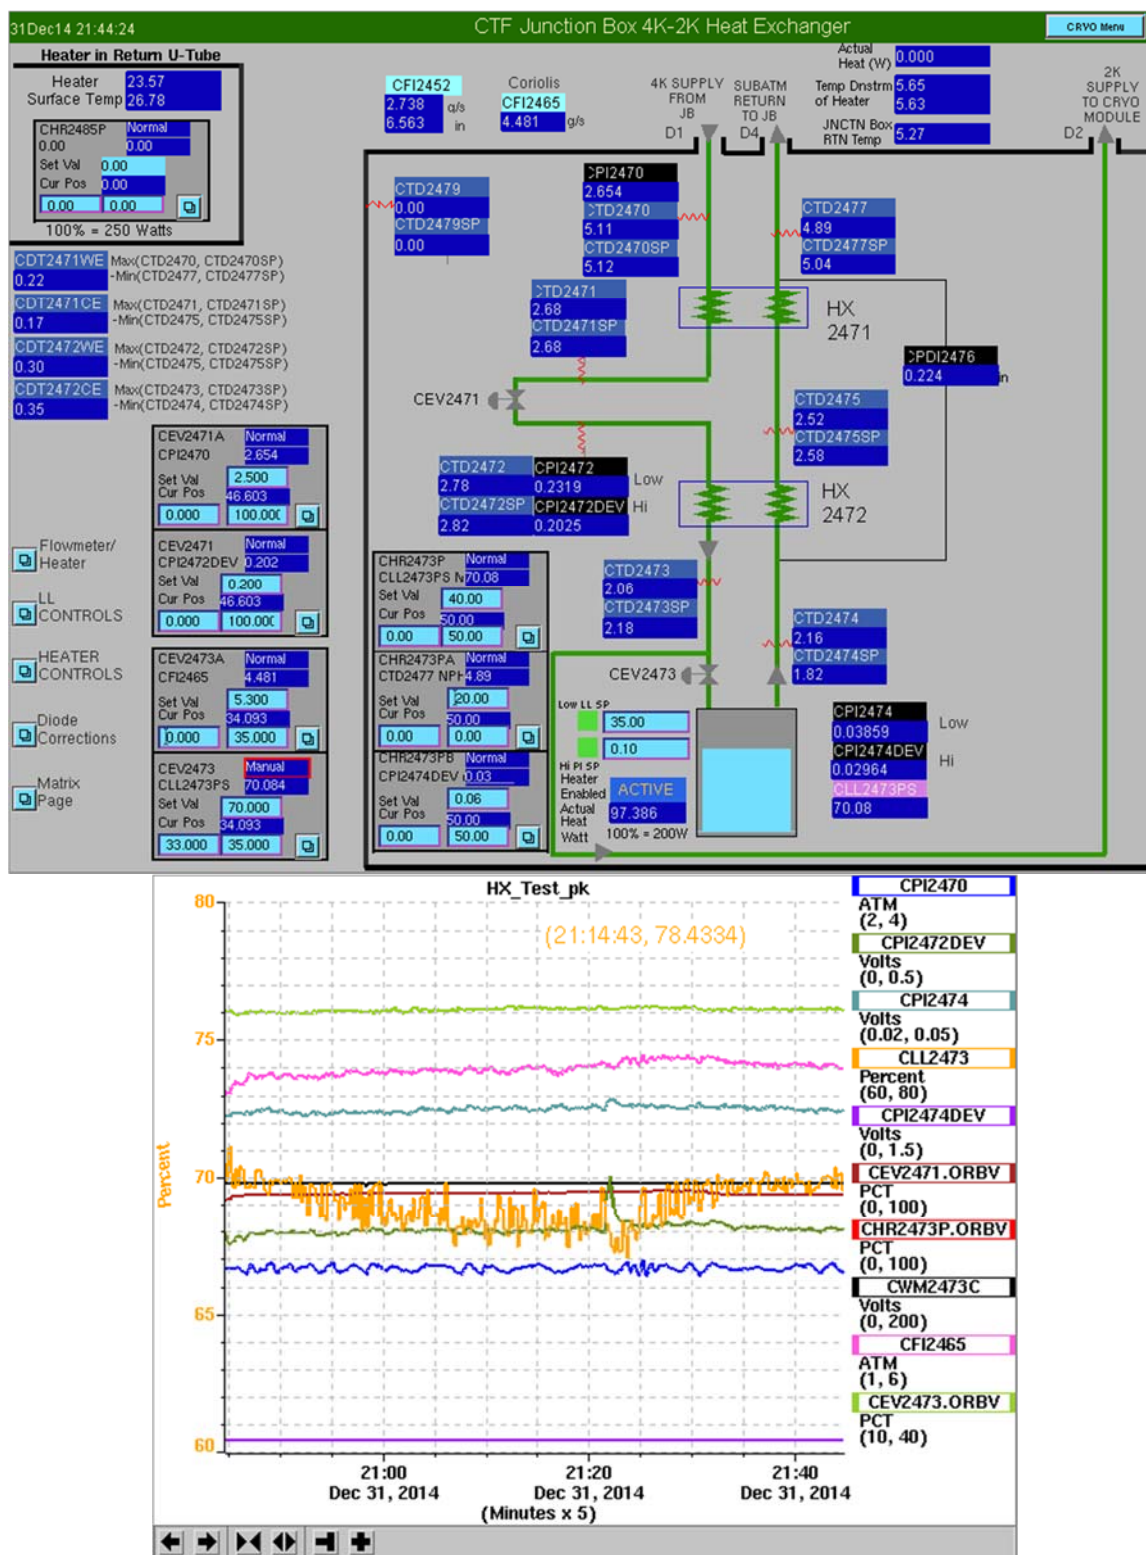 31Dec14 21:44:24
CTF Junction Box 4K-2K Heat Exchanger
CRYO Menu
Heater in Return U-Tube
Heater 23.57
Surface Temp 26.78
CHR2485P Normal
0.00 0.00
Set Val 0.00
Cur Pos 0.00
0.00 0.00
100% = 250 Watts
CFI2452
2.738 g/s
6.563 in
Coriolis
CFI2465
4.481 g/s
4K SUPPLY
FROM
JB
D1
SUBATM
RETURN
TO JB
D4
Actual
Heat (W) 0.000
Temp Dnstrm 5.65
of Heater 5.63
JNCTN Box 5.27
RTN Temp
2K
SUPPLY
TO CRYO
MODULE
D2
CDT2471WE Max(CTD2470, CTD2470SP)
0.22 -Min(CTD2477, CTD2477SP)
CDT2471CE Max(CTD2471, CTD2471SP)
0.17 -Min(CTD2475, CTD2475SP)
CDT2472WE Max(CTD2472, CTD2472SP)
0.30 -Min(CTD2475, CTD2475SP)
CDT2472CE Max(CTD2473, CTD2473SP)
0.35 -Min(CTD2474, CTD2474SP)
CTD2479
0.00
CTD2479SP
0.00
CPI2470
2.654
CTD2470
5.11
CTD2470SP
5.12
CTD2477
4.89
CTD2477SP
5.04
CTD2471
2.68
CTD2471SP
2.68
HX
2471
CPDI2476
0.224 in
CEV2471
CTD2475
2.52
CTD2475SP
2.58
CTD2472
2.78
CTD2472SP
2.82
CPI2472
0.2319 Low
CPI2472DEV Hi
0.2025
HX
2472
CEV2471A Normal
CPI2470 2.654
Set Val 2.500
Cur Pos 46.603
0.000 100.000
CEV2471 Normal
CPI2472DEV 0.202
Set Val 0.200
Cur Pos 46.603
0.000 100.000
CEV2473A Normal
CFI2465 4.481
Set Val 5.300
Cur Pos 34.093
0.000 35.000
CEV2473 Manual
CLL2473PS 70.084
Set Val 70.000
Cur Pos 34.093
33.000 35.000
Flowmeter/
Heater
LL
CONTROLS
HEATER
CONTROLS
Diode
Corrections
Matrix
Page
CHR2473P Normal
CLL2473PS N 70.08
Set Val 40.00
Cur Pos 50.00
0.00 50.00
CHR2473PA Normal
CTD2477 NPH 4.89
Set Val 20.00
Cur Pos 50.00
0.00 0.00
CHR2473PB Normal
CPI2474DEV 0.03
Set Val 0.06
Cur Pos 50.00
0.00 50.00
CTD2473
2.06
CTD2473SP
2.18
CTD2474
2.16
CTD2474SP
1.82
CEV2473
Low LL SP
35.00
0.10
Hi PI SP
Heater
Enabled ACTIVE
Actual
Heat 97.386
Watt 100% = 200W
CPI2474
0.03859 Low
CPI2474DEV
0.02964 Hi
CLL2473PS
70.08
HX_Test_pk
(21:14:43, 78.4334)
Percent
80
75
70
65
60
21:00 21:20 21:40
Dec 31, 2014 Dec 31, 2014 Dec 31, 2014
(Minutes x 5)
CPI2470
ATM
(2, 4)
CPI2472DEV
Volts
(0, 0.5)
CPI2474
Volts
(0.02, 0.05)
CLL2473
Percent
(60, 80)
CPI2474DEV
Volts
(0, 1.5)
CEV2471.ORBV
PCT
(0, 100)
CHR2473P.ORBV
PCT
(0, 100)
CWM2473C
Volts
(0, 200)
CFI2465
ATM
(1, 6)
CEV2473.ORBV
PCT
(10, 40)